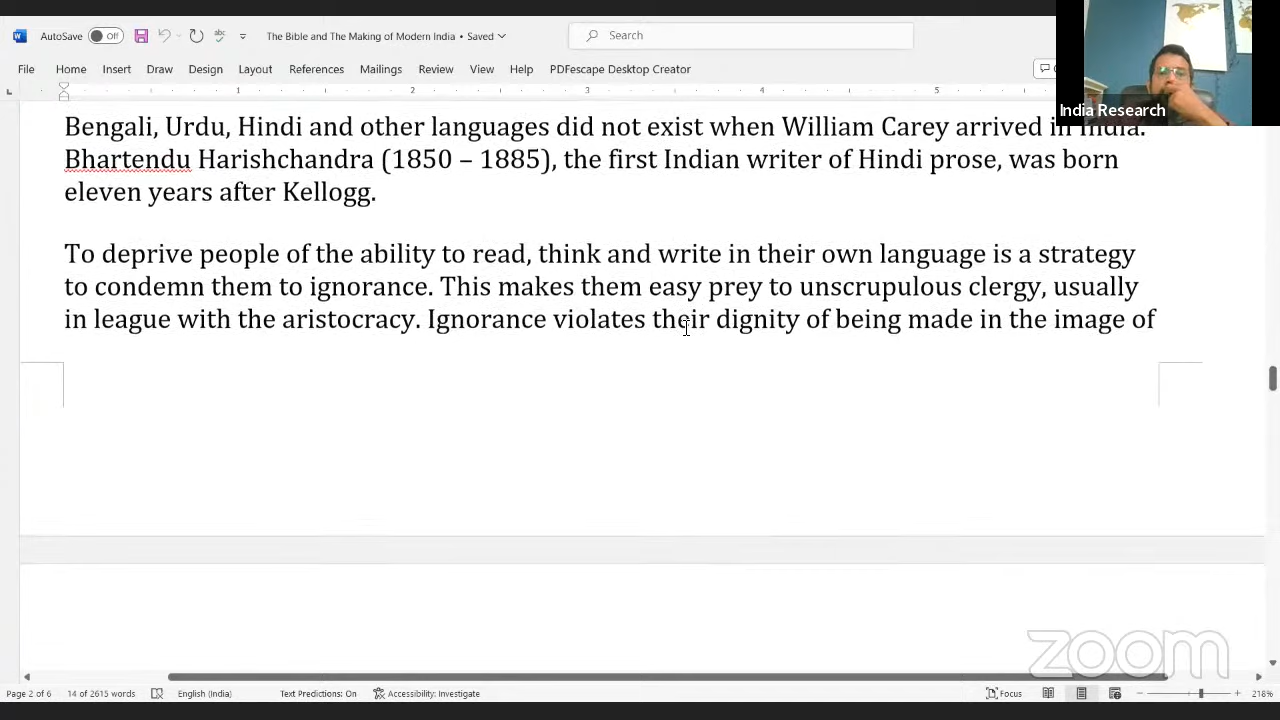 AutoSave Off The Bible and The Making of Modern India • Saved Search
File Home Insert Draw Design Layout References Mailings Review View Help PDFescape Desktop Creator
India Research
1 2 3 4 5
Bengali, Urdu, Hindi and other languages did not exist when William Carey arrived in India.
Bhartendu Harishchandra (1850 – 1885), the first Indian writer of Hindi prose, was born
eleven years after Kellogg.
To deprive people of the ability to read, think and write in their own language is a strategy
to condemn them to ignorance. This makes them easy prey to unscrupulous clergy, usually
in league with the aristocracy. Ignorance violates their dignity of being made in the image of
zoom
Page 2 of 6 14 of 2615 words English (India) Text Predictions: On Accessibility: Investigate Focus 218%